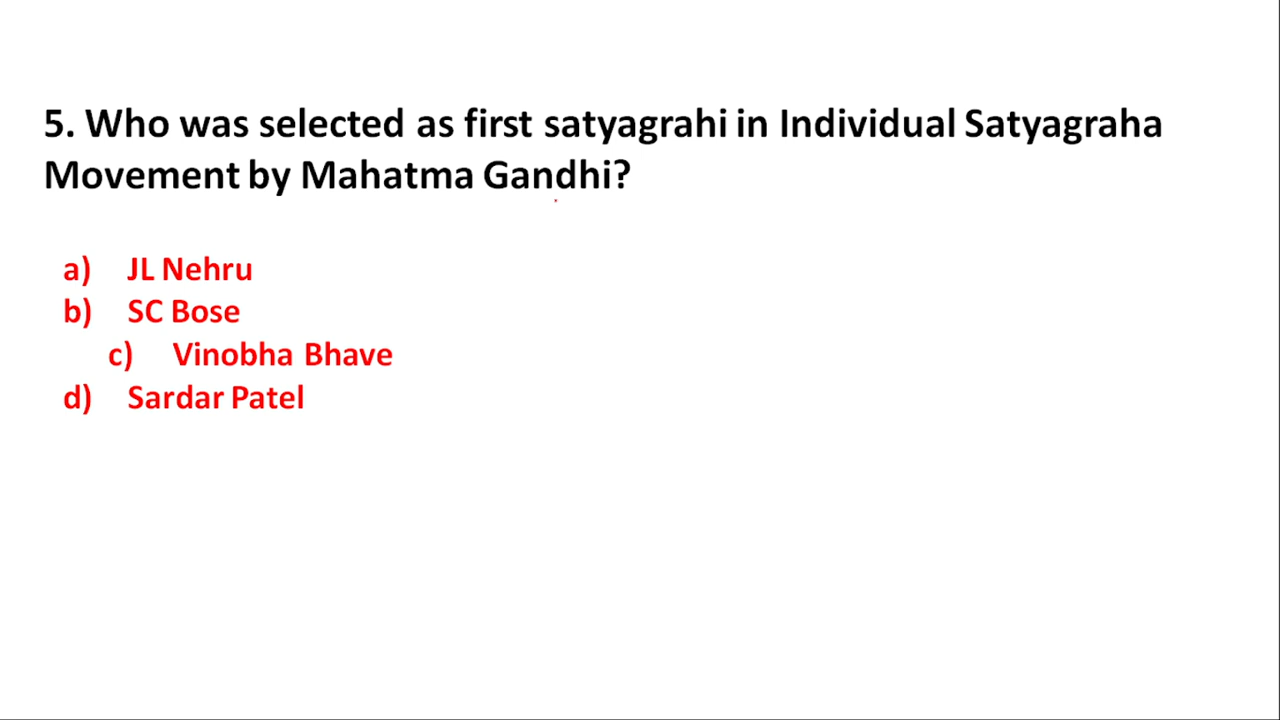 5. Who was selected as first satyagrahi in Individual Satyagraha
Movement by Mahatma Gandhi?
a) JL Nehru
b) SC Bose
c) Vinobha Bhave
d) Sardar Patel